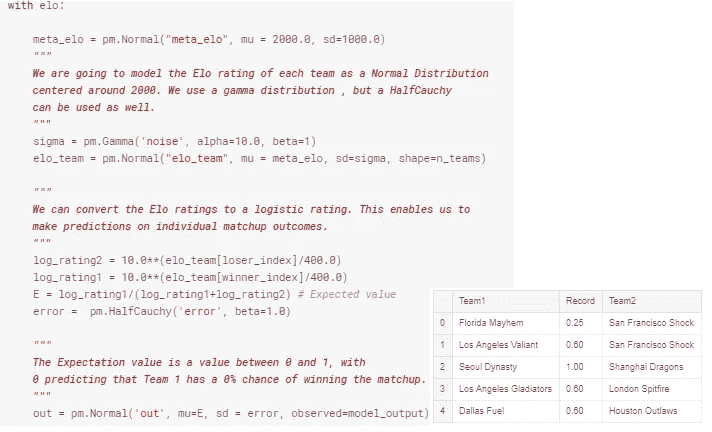 with elo:
meta_elo = pm.Normal("meta_elo", mu = 2000.0, sd=1000.0)
"""
We are going to model the Elo rating of each team as a Normal Distribution
centered around 2000. We use a gamma distribution , but a HalfCauchy
can be used as well.
"""
sigma = pm.Gamma('noise', alpha=10.0, beta=1)
elo_team = pm.Normal("elo_team", mu = meta_elo, sd=sigma, shape=n_teams)
"""
We can convert the Elo ratings to a logistic rating. This enables us to
make predictions on individual matchup outcomes.
"""
log_rating2 = 10.0**(elo_team[loser_index]/400.0)
log_rating1 = 10.0**(elo_team[winner_index]/400.0)
E = log_rating1/(log_rating1+log_rating2) # Expected value
error =  pm.HalfCauchy('error', beta=1.0)
"""
The Expectation value is a value between 0 and 1, with
0 predicting that Team 1 has a 0% chance of winning the matchup.
"""
out = pm.Normal('out', mu=E, sd = error, observed=model_output)
Team1 Record Team2
0 Florida Mayhem 0.25 San Francisco Shock
1 Los Angeles Valiant 0.60 San Francisco Shock
2 Seoul Dynasty 1.00 Shanghai Dragons
3 Los Angeles Gladiators 0.60 London Spitfire
4 Dallas Fuel 0.60 Houston Outlaws